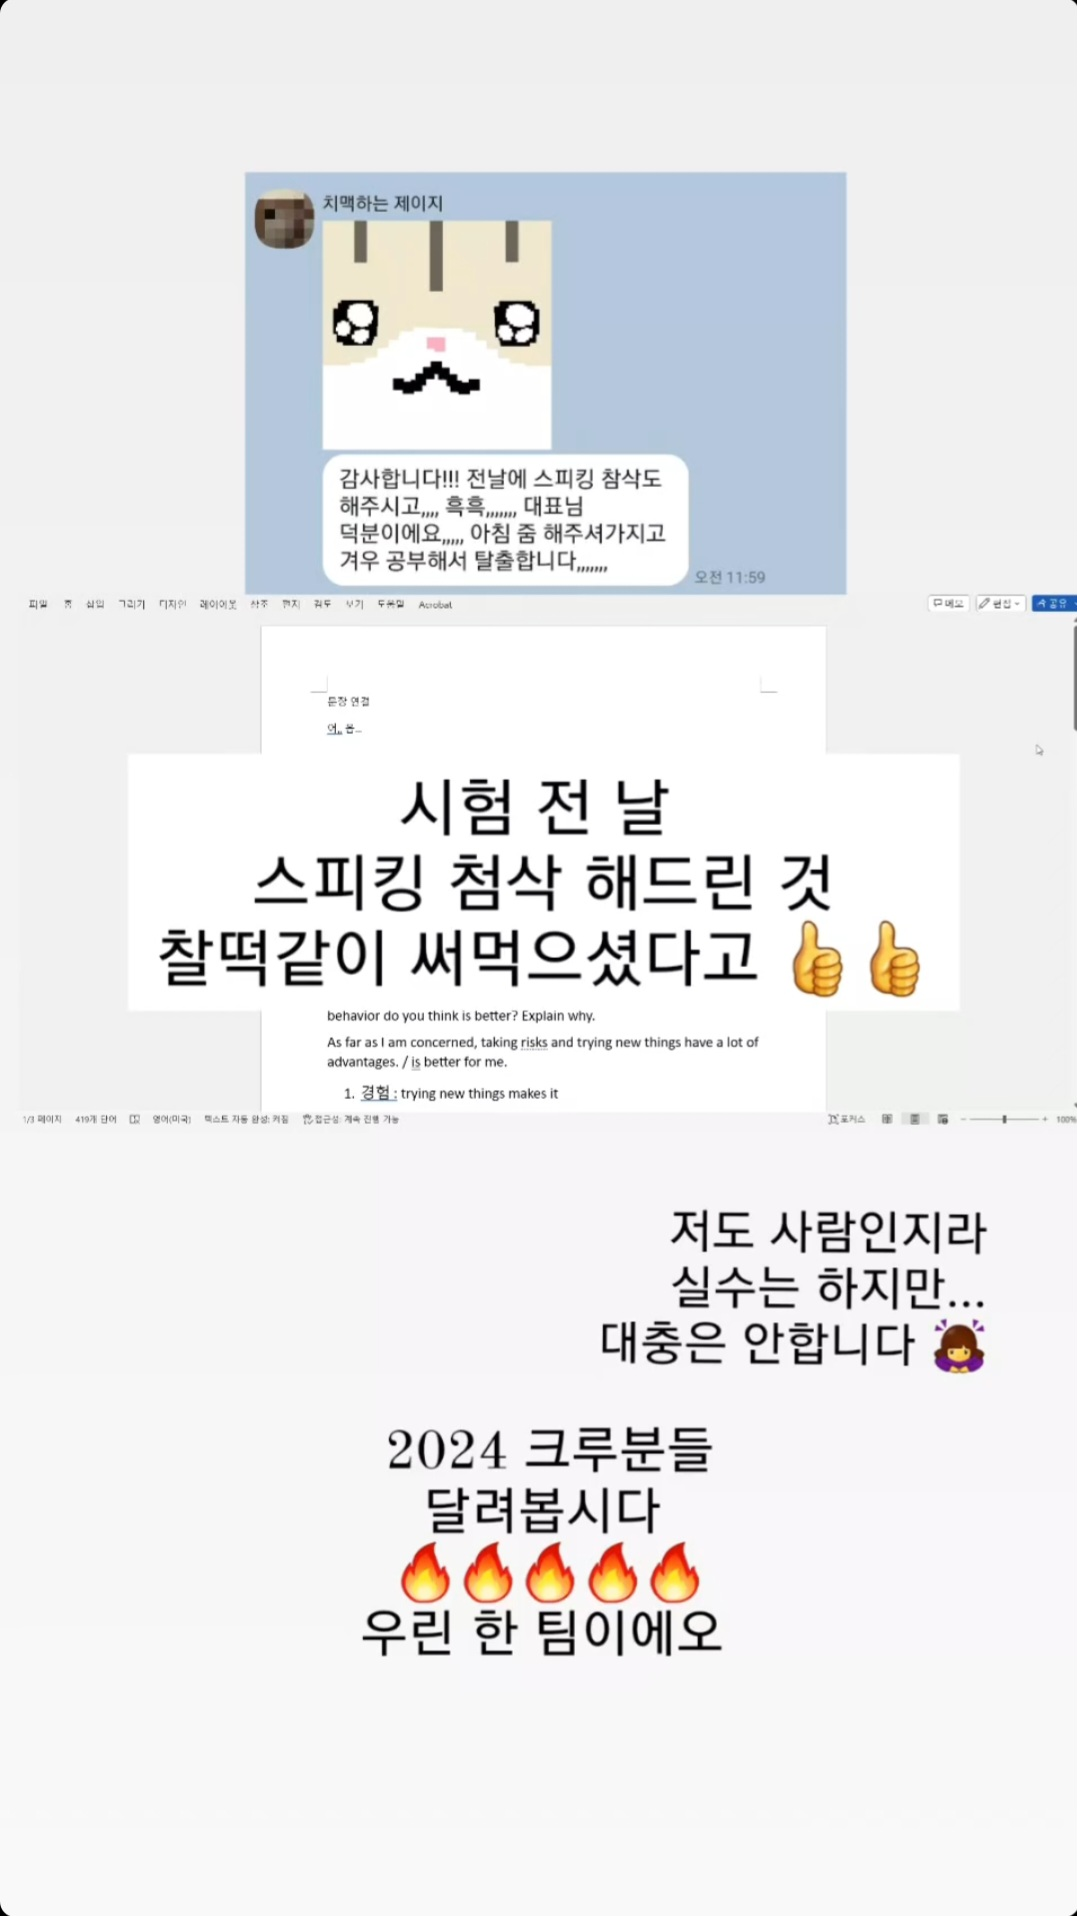 치맥하는 제이지
감사합니다!!! 전날에 스피킹 참삭도
해주시고,,,, 흑흑,,,,,,, 대표님
덕분이에요,,,,, 아침 줌 해주셔가지고
겨우 공부해서 탈출합니다,,,,,,,
오전 11:59
파일 홈 삽입 그리기 디자인 레이아웃 참조 편지 검토 보기 도움말 Acrobat
메모 편집 공유
문장 연결
어,, 음…
시험 전 날
스피킹 첨삭 해드린 것
찰떡같이 써먹으셨다고 👍👍
behavior do you think is better? Explain why.
As far as I am concerned, taking risks and trying new things have a lot of
advantages. / is better for me.
1. 경험 : trying new things makes it
1/3 페이지 419개 단어 영어(미국) 텍스트 자동 완성: 켜짐 접근성: 계속 진행 가능 포커스 100%
저도 사람인지라
실수는 하지만...
대충은 안합니다 🙇‍♀️
2024 크루분들
달려봅시다
🔥🔥🔥🔥🔥
우린 한 팀이에오